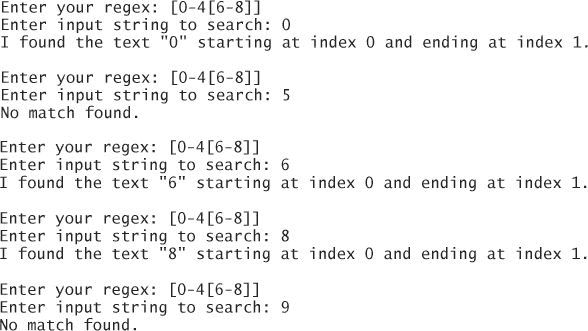 Enter your regex: [0-4[6-8]]
Enter input string to search: 0
I found the text "0" starting at index 0 and ending at index 1.
Enter your regex: [0-4[6-8]]
Enter input string to search: 5
No match found.
Enter your regex: [0-4[6-8]]
Enter input string to search: 6
I found the text "6" starting at index 0 and ending at index 1.
Enter your regex: [0-4[6-8]]
Enter input string to search: 8
I found the text "8" starting at index 0 and ending at index 1.
Enter your regex: [0-4[6-8]]
Enter input string to search: 9
No match found.